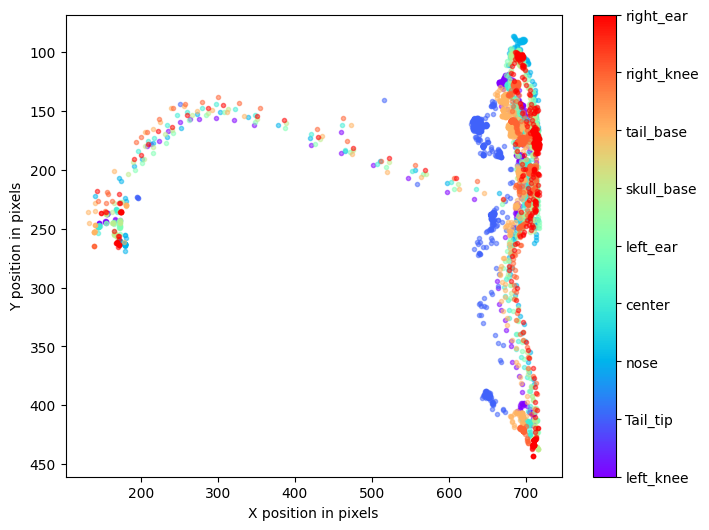 100
150
200
250
300
350
400
450
Y position in pixels
200
300
400
500
600
700
X position in pixels
right_ear
right_knee
tail_base
skull_base
left_ear
center
nose
Tail_tip
left_knee